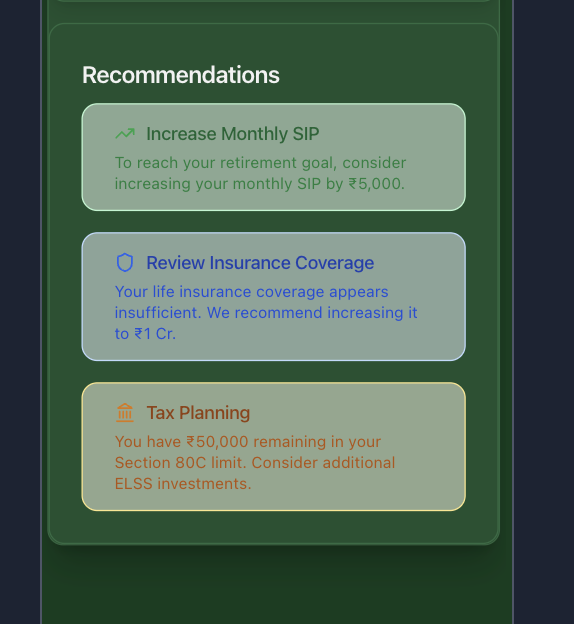 Recommendations
Increase Monthly SIP
To reach your retirement goal, consider
increasing your monthly SIP by ₹5,000.
Review Insurance Coverage
Your life insurance coverage appears
insufficient. We recommend increasing it
to ₹1 Cr.
Tax Planning
You have ₹50,000 remaining in your
Section 80C limit. Consider additional
ELSS investments.